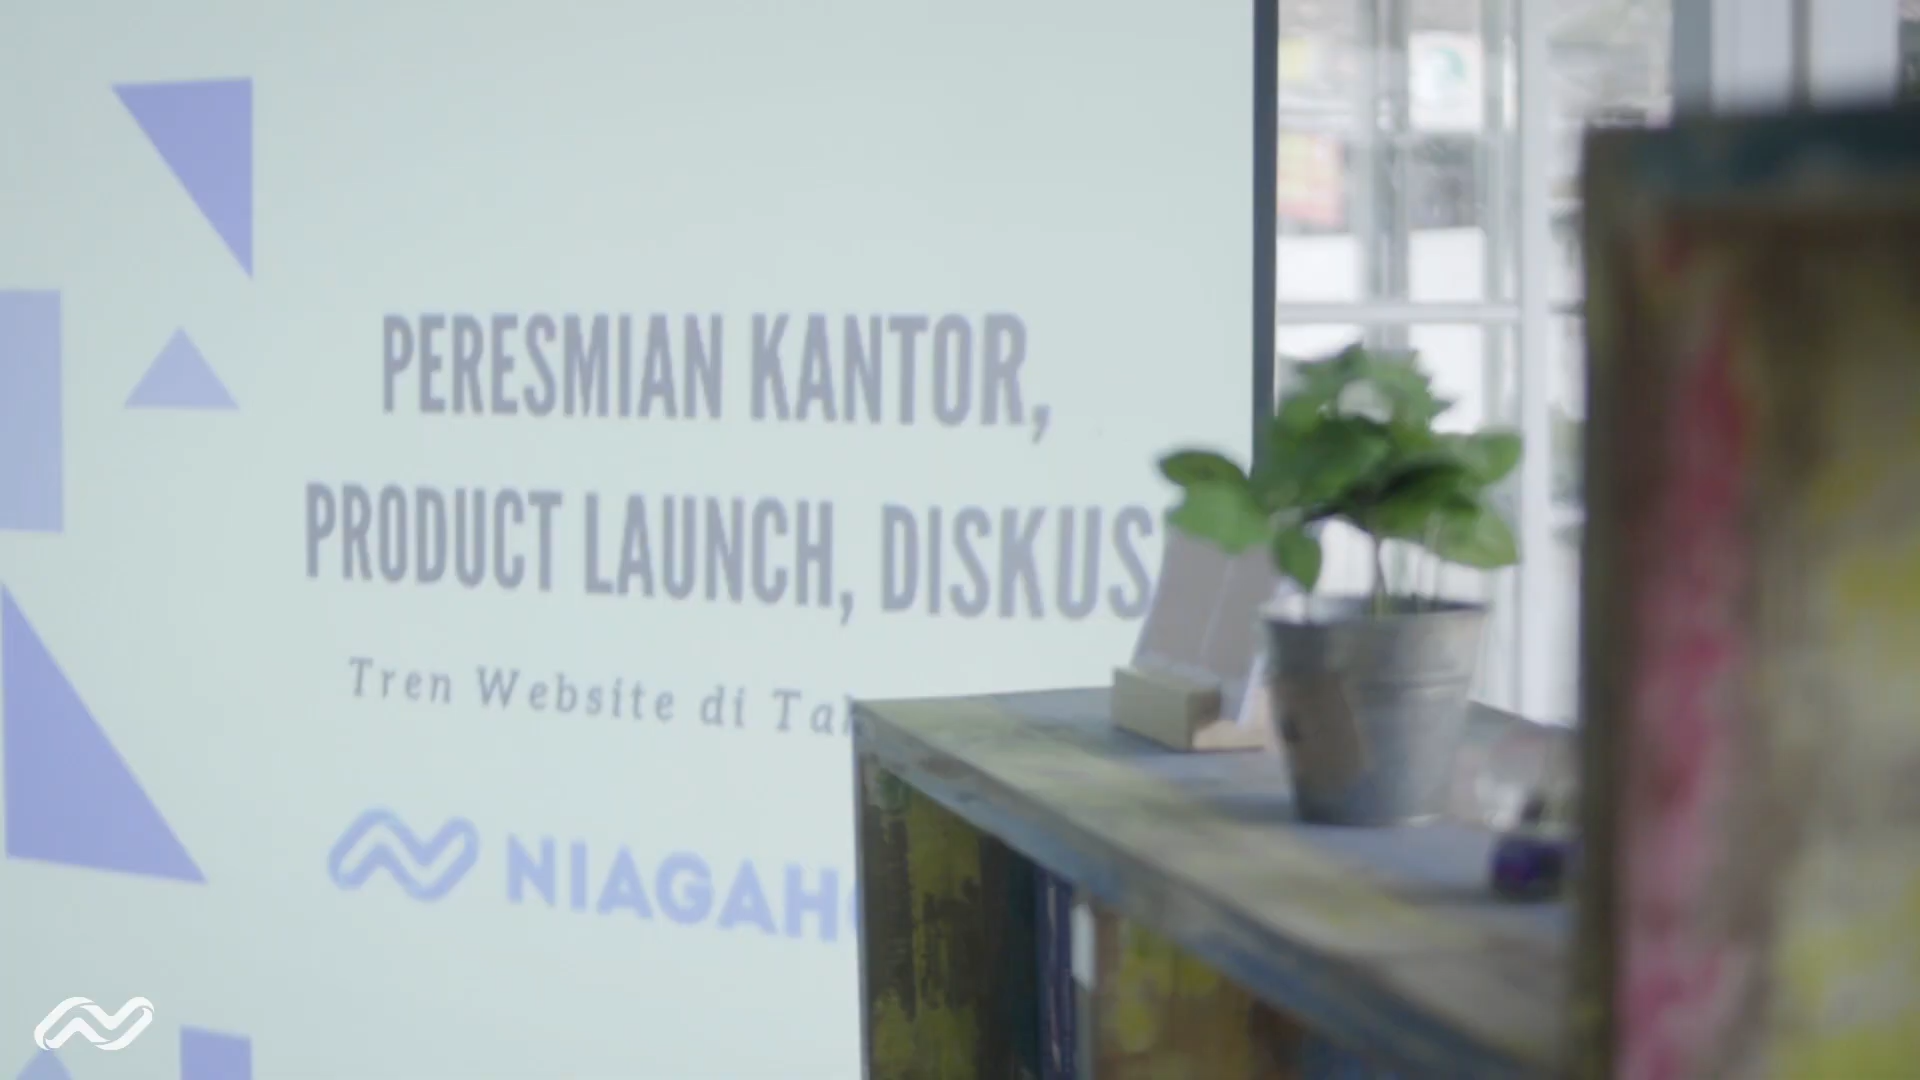 PERESMIAN KANTOR,
PRODUCT LAUNCH, DISKUS
Tren Website di Ta
NIAGAH